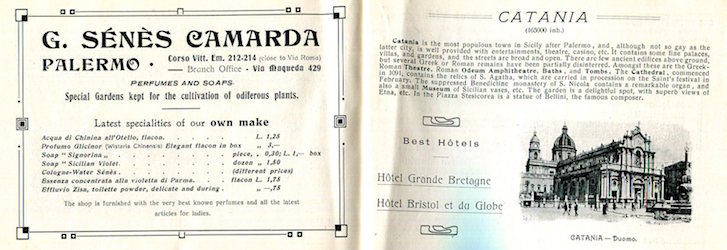 G. SÉNÈS CAMARDA
PALERMO · Corso Vitt. Em. 212-214 (close to Via Roma)
— Branch Office - Via Maqueda 429
PERFUMES AND SOAPS
Special Gardens kept for the cultivation of odiferous plants.
Latest specialities of our own make
Acqua di Chinina all'Otello, flacon. . . . . L. 1,25
Profumo Glicinor (Wistaria Chinensis) Elegant flacon in box „ 3,—
Soap "Signorina„ . . . . . . . piece, . 0,30; L. 1,— box
Soap "Sicilian Violet. . . . . . . dozen „ 1,50
Cologne-Water Sénès. . . . . . . (different prices)
Essenza concentrata alla violetta di Parma. . . flacon L. 1,75
Effluvio Zisa, toilette powder, delicate and during. . „ —,75
The shop is furnished with the very best known perfumes and all the latest
articles for ladies.
CATANIA
(165000 inh.)
Catania is the most populous town in Sicily after Palermo, and, although not so gay as the
latter city, is well provided with entertainments, theatre, casino, etc. It contains some fine palaces,
villas, and gardens, and the streets are broad and open. There are few ancient edifices above ground,
but several Greek or Roman remains have been partially disinterred. Amongst these are the Greek-
Roman Theatre, Roman Odeum Amphitheatre, Baths, and Tombs. The Cathedral, commenced
in 1091, contains the relics of S. Agatha, which are carried in procession on the Saint's festival in
February. The suppressed Benedictine monastery of S. Nicola contains a remarkable organ, and
also a small Museum of Sicilian vases, etc. The garden is a delightful spot, with superb views of
Etna, etc. In the Piazza Stesicorea is a statue of Bellini, the famous composer.
Best Hôtels
Hôtel Grande Bretagne
Hôtel Bristol et du Globe
CATANIA — Duomo.